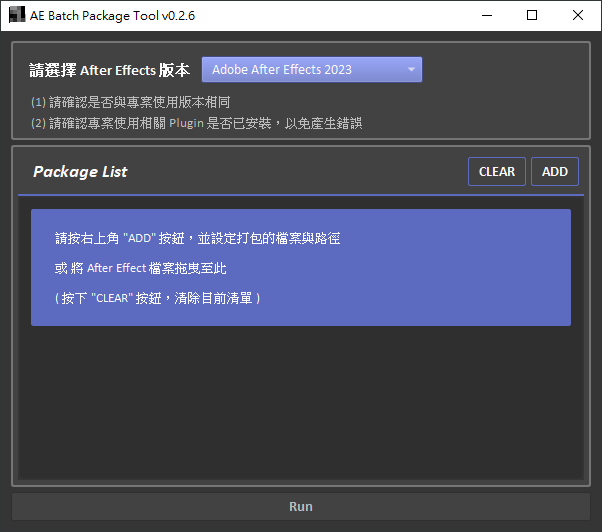 AE Batch Package Tool v0.2.6
請選擇 After Effects 版本
Adobe After Effects 2023
(1) 請確認是否與專案使用版本相同
(2) 請確認專案使用相關 Plugin 是否已安裝，以免產生錯誤
Package List
CLEAR
ADD
請按右上角 "ADD" 按鈕，並設定打包的檔案與路徑
或 將 After Effect 檔案拖曳至此
( 按下 "CLEAR" 按鈕，清除目前清單 )
Run